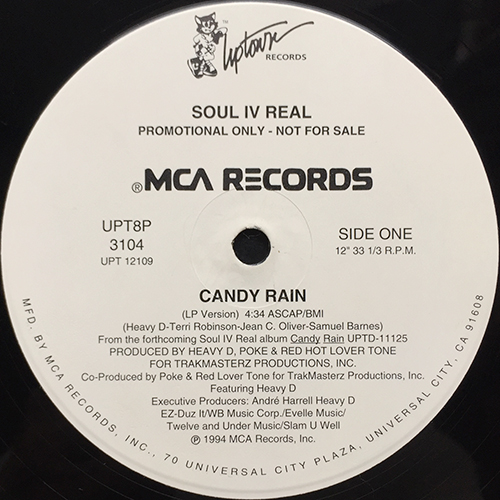 ™
Uptown
RECORDS
SOUL IV REAL
PROMOTIONAL ONLY - NOT FOR SALE
®MCA RECORDS
UPT8P
3104
UPT 12109
SIDE ONE
12" 33 1/3 R.P.M.
CANDY RAIN
(LP Version) 4:34 ASCAP/BMI
(Heavy D-Terri Robinson-Jean C. Oliver-Samuel Barnes)
From the forthcoming Soul IV Real album Candy Rain UPTD-11125
PRODUCED BY HEAVY D, POKE & RED HOT LOVER TONE
FOR TRAKMASTERZ PRODUCTIONS, INC.
Co-Produced by Poke & Red Lover Tone for TrakMasterz Productions, Inc.
Featuring Heavy D
Executive Producers: André Harrell Heavy D
EZ-Duz It/WB Music Corp./Evelle Music/
Twelve and Under Music/Slam U Well
℗ 1994 MCA Records, Inc.
MFD. BY MCA RECORDS, INC., 70 UNIVERSAL CITY PLAZA, UNIVERSAL CITY, CA 91608